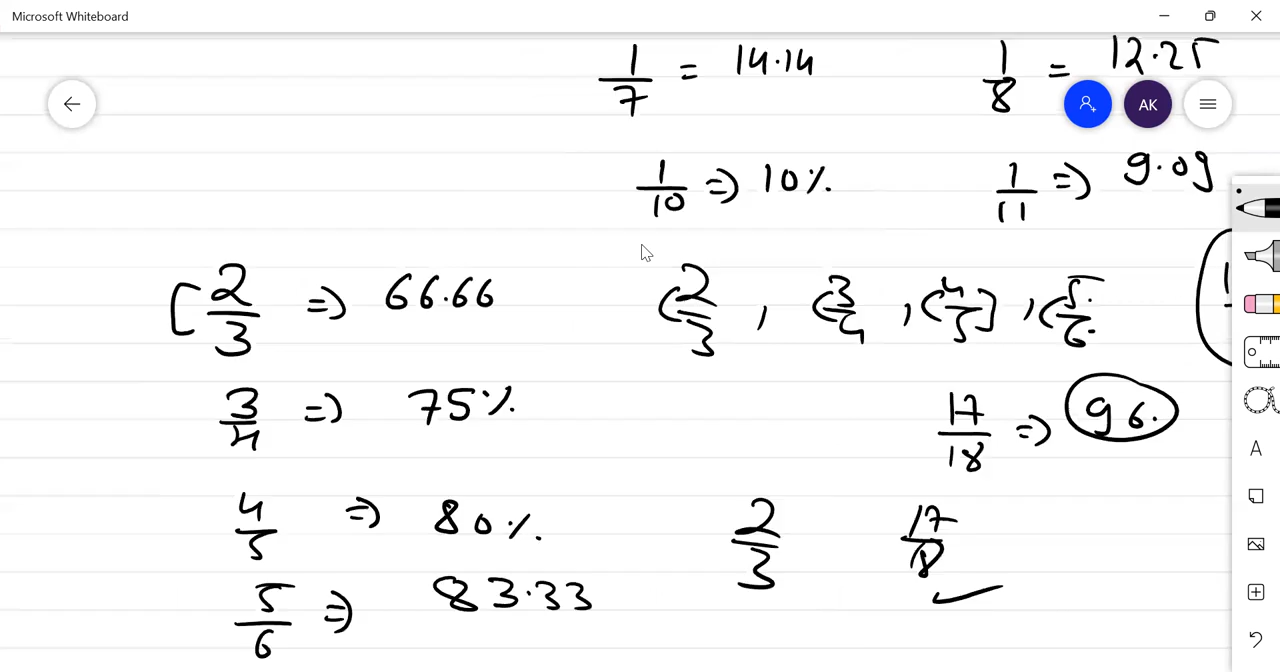 Microsoft Whiteboard
1/7 = 14.14 1/8 = 12.25
AK
1/10 => 10% 1/11 => 9.09
[2/3 => 66.66 (2/3, (3/4, (4/5], (5/6
3/4 => 75% 17/18 => 96.
4/5 => 80% 2/3 17/18
5/6 => 83.33
A